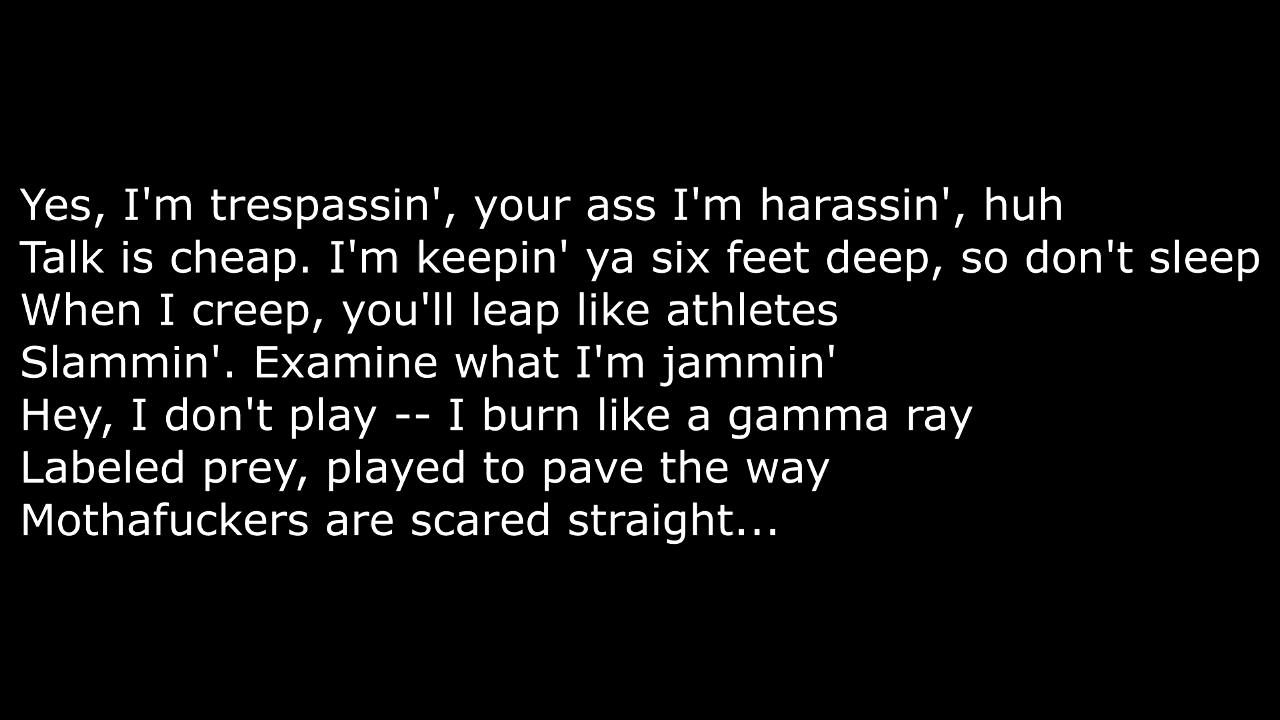 Yes, I'm trespassin', your ass I'm harassin', huh
Talk is cheap. I'm keepin' ya six feet deep, so don't sleep
When I creep, you'll leap like athletes
Slammin'. Examine what I'm jammin'
Hey, I don't play -- I burn like a gamma ray
Labeled prey, played to pave the way
Mothafuckers are scared straight...